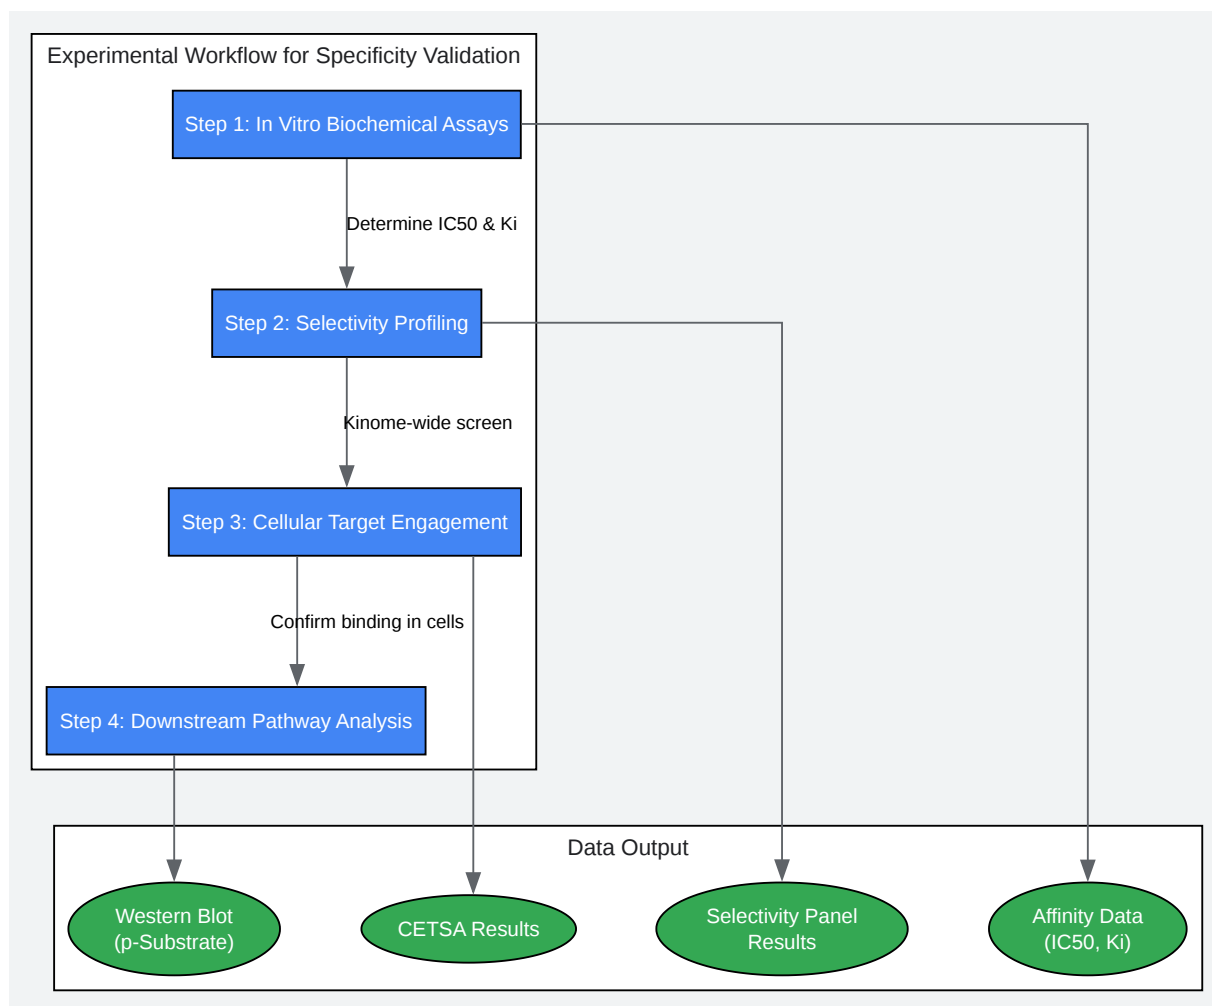 Experimental Workflow for Specificity Validation
Step 1: In Vitro Biochemical Assays
Determine IC50 & Ki
Step 2: Selectivity Profiling
Kinome-wide screen
Step 3: Cellular Target Engagement
Confirm binding in cells
Step 4: Downstream Pathway Analysis
Data Output
Western Blot
(p-Substrate)
CETSA Results
Selectivity Panel
Results
Affinity Data
(IC50, Ki)